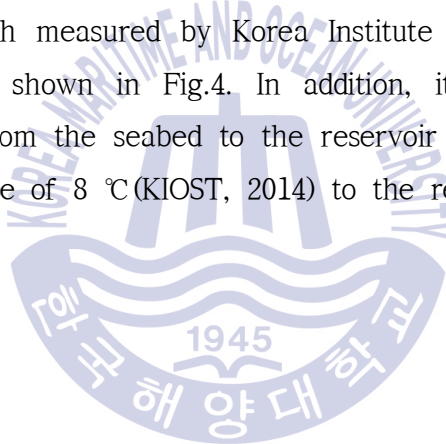 h measured by Korea Institute
shown in Fig.4. In addition, it
om the seabed to the reservoir
e of 8 ℃(KIOST, 2014) to the re
KOREA MARITIME AND OCEAN UNIVERSITY
1945
한국해양대학교